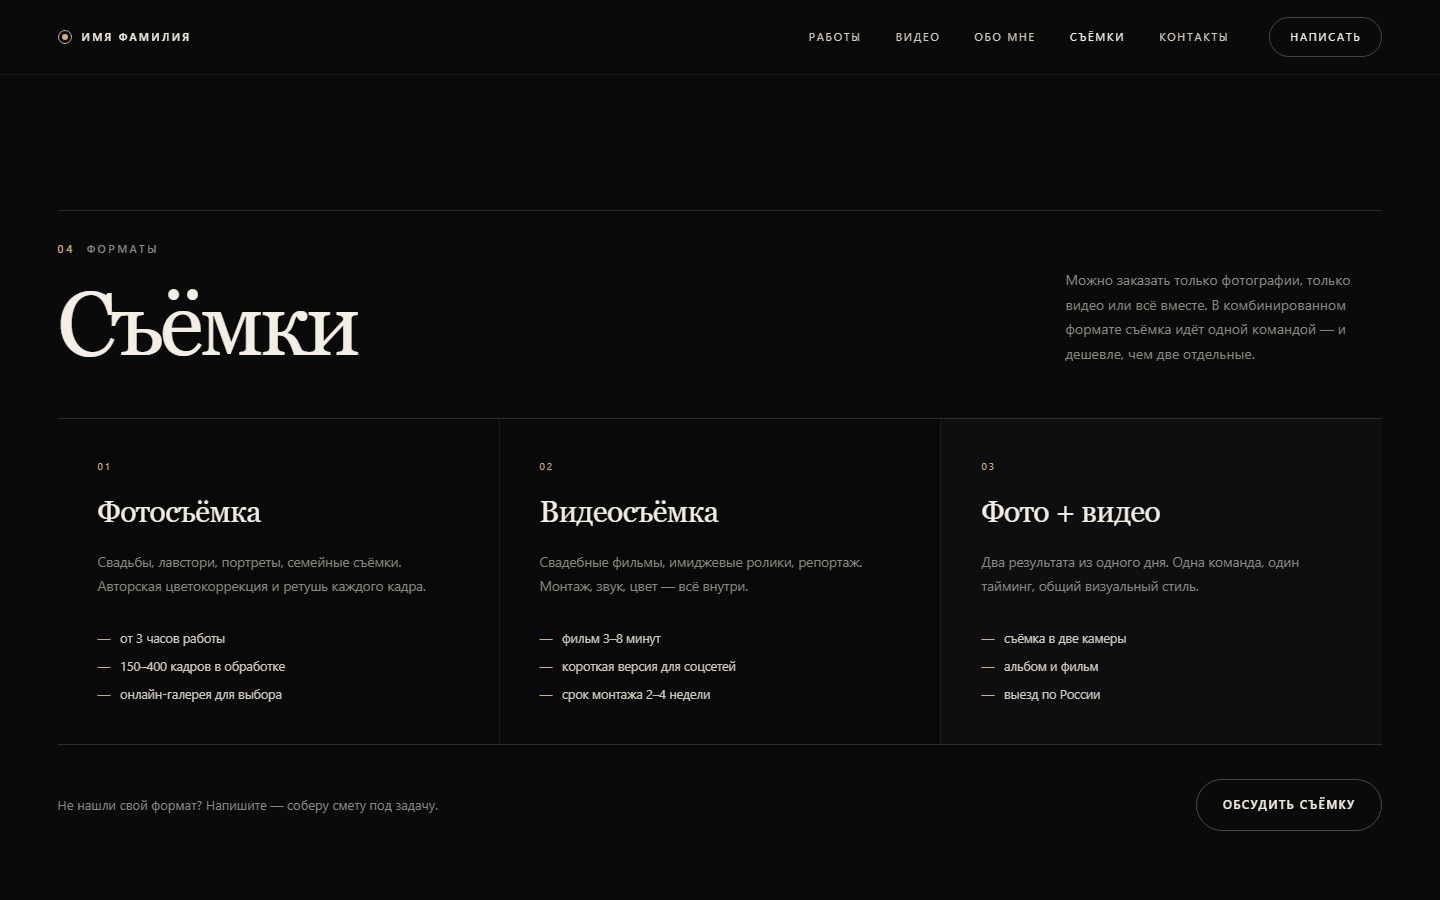 ИМЯ ФАМИЛИЯ
РАБОТЫ ВИДЕО ОБО МНЕ СЪЁМКИ КОНТАКТЫ НАПИСАТЬ
04 ФОРМАТЫ
Съёмки
Можно заказать только фотографии, только
видео или всё вместе. В комбинированном
формате съёмка идёт одной командой — и
дешевле, чем две отдельные.
01
Фотосъёмка
Свадьбы, лавстори, портреты, семейные съёмки.
Авторская цветокоррекция и ретушь каждого кадра.
— от 3 часов работы
— 150–400 кадров в обработке
— онлайн-галерея для выбора
02
Видеосъёмка
Свадебные фильмы, имиджевые ролики, репортаж.
Монтаж, звук, цвет — всё внутри.
— фильм 3–8 минут
— короткая версия для соцсетей
— срок монтажа 2–4 недели
03
Фото + видео
Два результата из одного дня. Одна команда, один
тайминг, общий визуальный стиль.
— съёмка в две камеры
— альбом и фильм
— выезд по России
Не нашли свой формат? Напишите — соберу смету под задачу.
ОБСУДИТЬ СЪЁМКУ